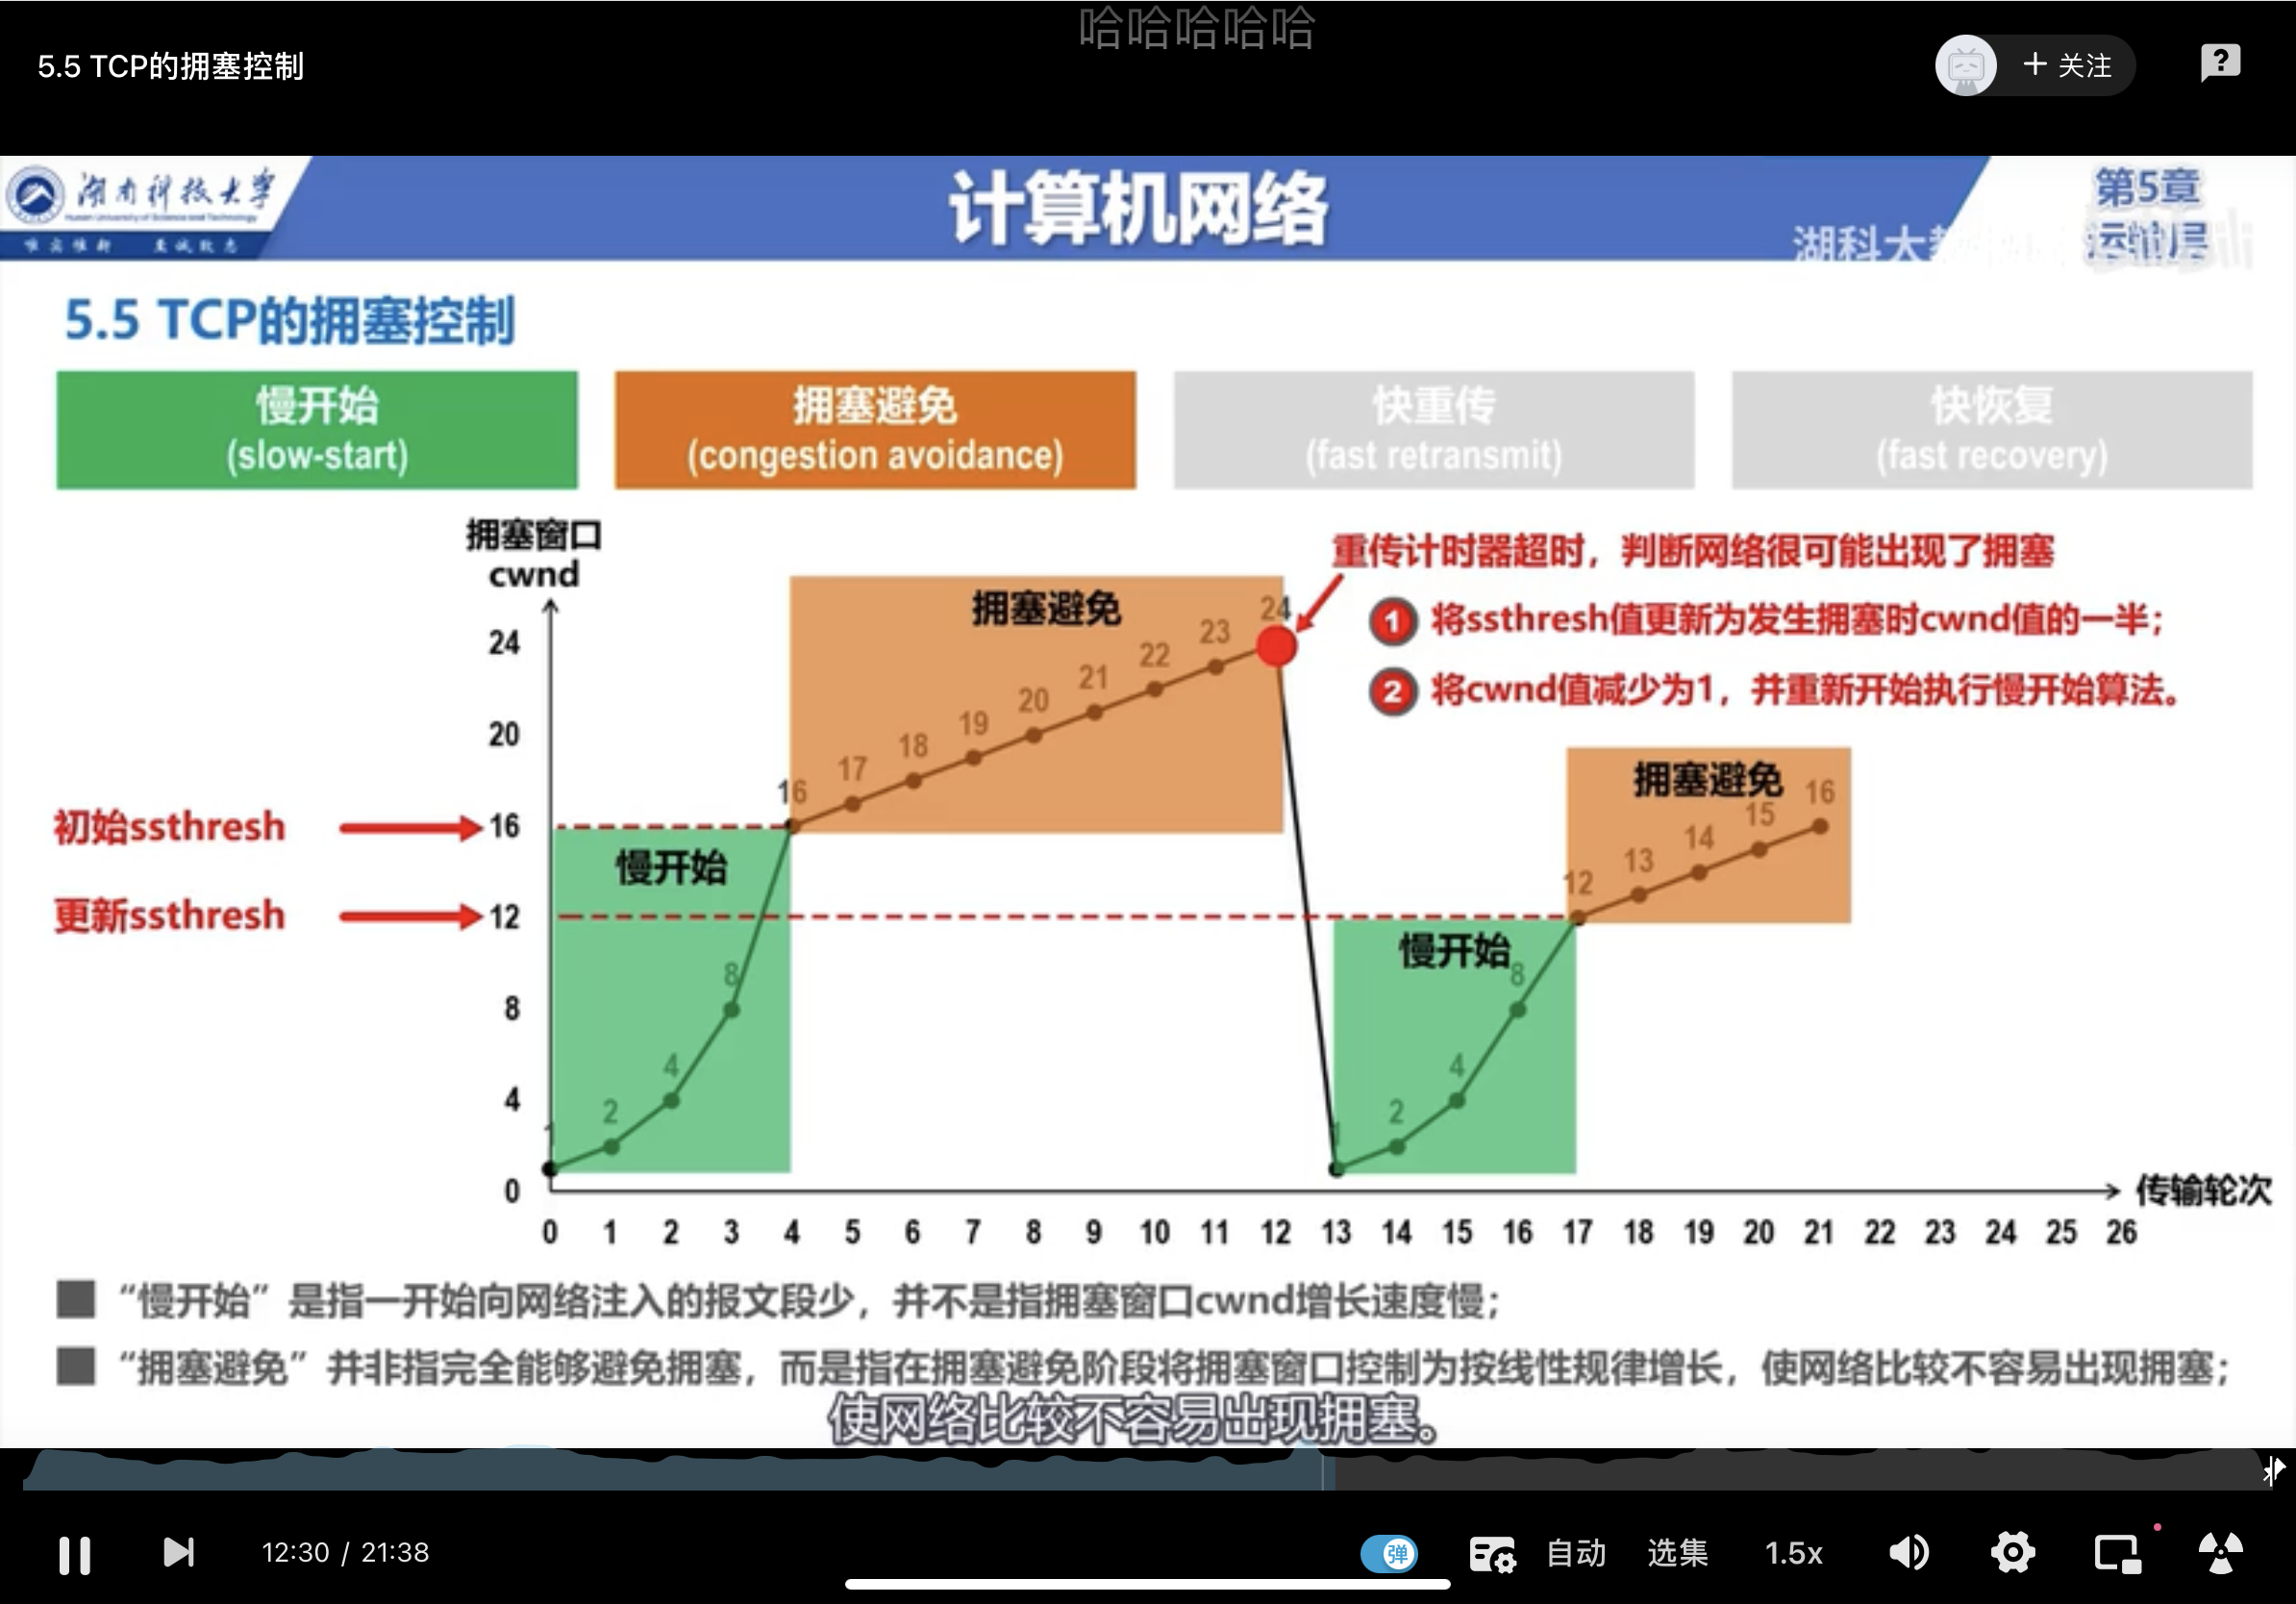 哈哈哈哈哈
5.5 TCP的拥塞控制
+ 关注
湖南科技大学
Hunan University of Science and Technology
计算机网络
第5章
运输层
5.5 TCP的拥塞控制
慢开始
(slow-start)
拥塞避免
(congestion avoidance)
快重传
(fast retransmit)
快恢复
(fast recovery)
拥塞窗口
cwnd
重传计时器超时，判断网络很可能出现了拥塞
1 将ssthresh值更新为发生拥塞时cwnd值的一半；
2 将cwnd值减少为1，并重新开始执行慢开始算法。
拥塞避免
24
20
初始ssthresh 16
更新ssthresh 12
8
4
0
慢开始
1 2 4 8 16 17 18 19 20 21 22 23 24
慢开始
拥塞避免
1 2 4 8 12 13 14 15 16
传输轮次
0 1 2 3 4 5 6 7 8 9 10 11 12 13 14 15 16 17 18 19 20 21 22 23 24 25 26
“慢开始”是指一开始向网络注入的报文段少，并不是指拥塞窗口cwnd增长速度慢；
“拥塞避免”并非指完全能够避免拥塞，而是指在拥塞避免阶段将拥塞窗口控制为按线性规律增长，使网络比较不容易出现拥塞；
使网络比较不容易出现拥塞。
12:30 / 21:38
弹
自动
选集
1.5x